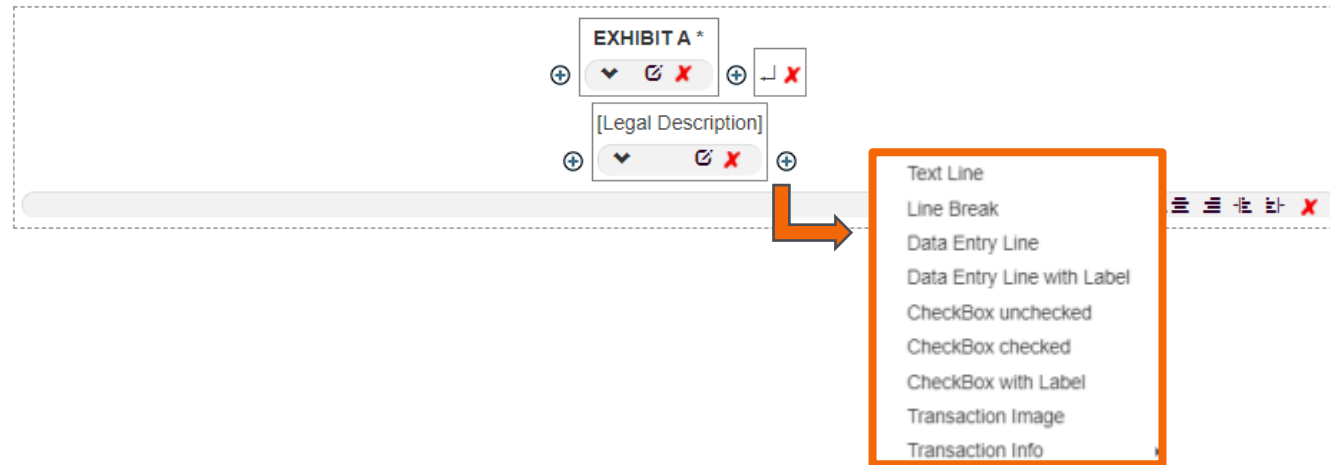 EXHIBIT A *
[Legal Description]
Text Line
Line Break
Data Entry Line
Data Entry Line with Label
CheckBox unchecked
CheckBox checked
CheckBox with Label
Transaction Image
Transaction Info